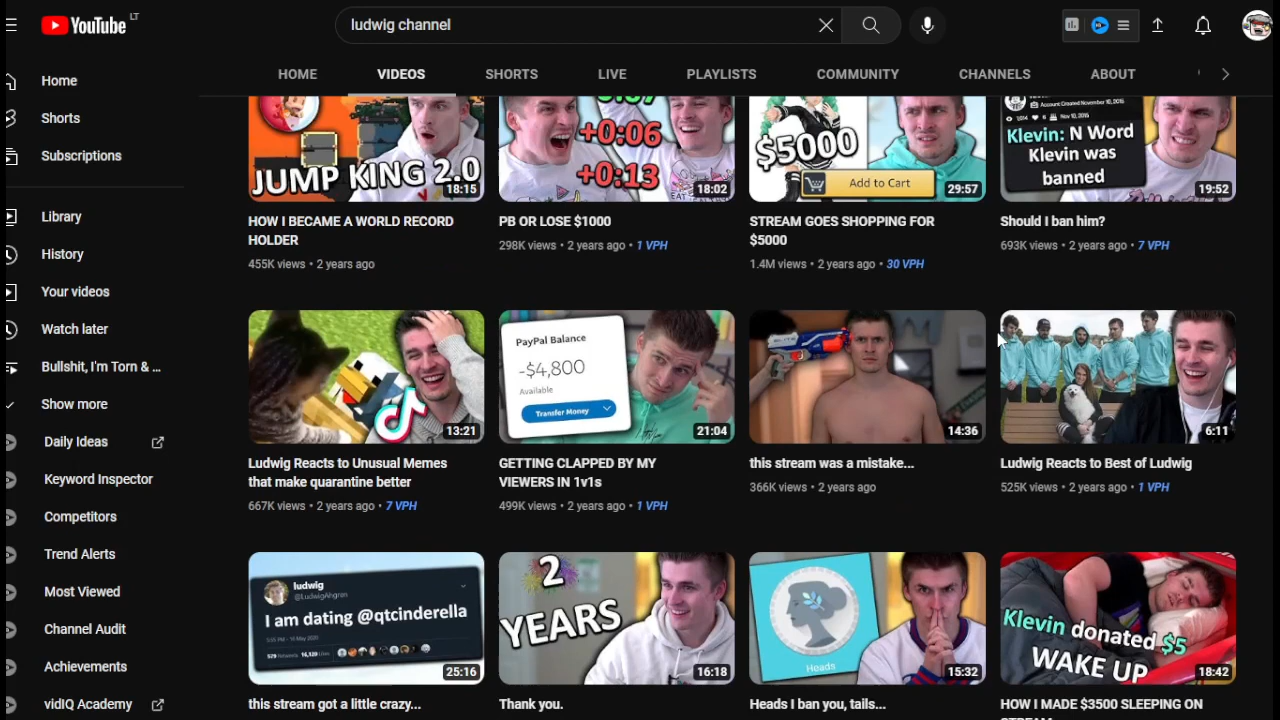 YouTube LT
ludwig channel
HOME VIDEOS SHORTS LIVE PLAYLISTS COMMUNITY CHANNELS ABOUT
Home
Shorts
Subscriptions
Library
History
Your videos
Watch later
Bullshit, I'm Torn & ...
Show more
Daily Ideas
Keyword Inspector
Competitors
Trend Alerts
Most Viewed
Channel Audit
Achievements
vidIQ Academy
JUMP KING 2.0
18:15
HOW I BECAME A WORLD RECORD
HOLDER
455K views • 2 years ago
+0:06
+0:13
18:02
PB OR LOSE $1000
298K views • 2 years ago • 1 VPH
$5000
Add to Cart
29:57
STREAM GOES SHOPPING FOR
$5000
1.4M views • 2 years ago • 30 VPH
Account Created November 10, 2016
Klevin: N Word
Klevin was
banned
19:52
Should I ban him?
693K views • 2 years ago • 7 VPH
13:21
Ludwig Reacts to Unusual Memes
that make quarantine better
667K views • 2 years ago • 7 VPH
PayPal Balance
-$4,800
Available
Transfer Money
21:04
GETTING CLAPPED BY MY
VIEWERS IN 1v1s
499K views • 2 years ago • 1 VPH
ELITE
14:36
this stream was a mistake...
366K views • 2 years ago
6:11
Ludwig Reacts to Best of Ludwig
525K views • 2 years ago • 1 VPH
ludwig
@LudwigAhgren
I am dating @qtcinderella
25:16
this stream got a little crazy...
2
YEARS
16:18
Thank you.
Heads
15:32
Heads I ban you, tails...
Klevin donated $5
WAKE UP
18:42
HOW I MADE $3500 SLEEPING ON
STREAM